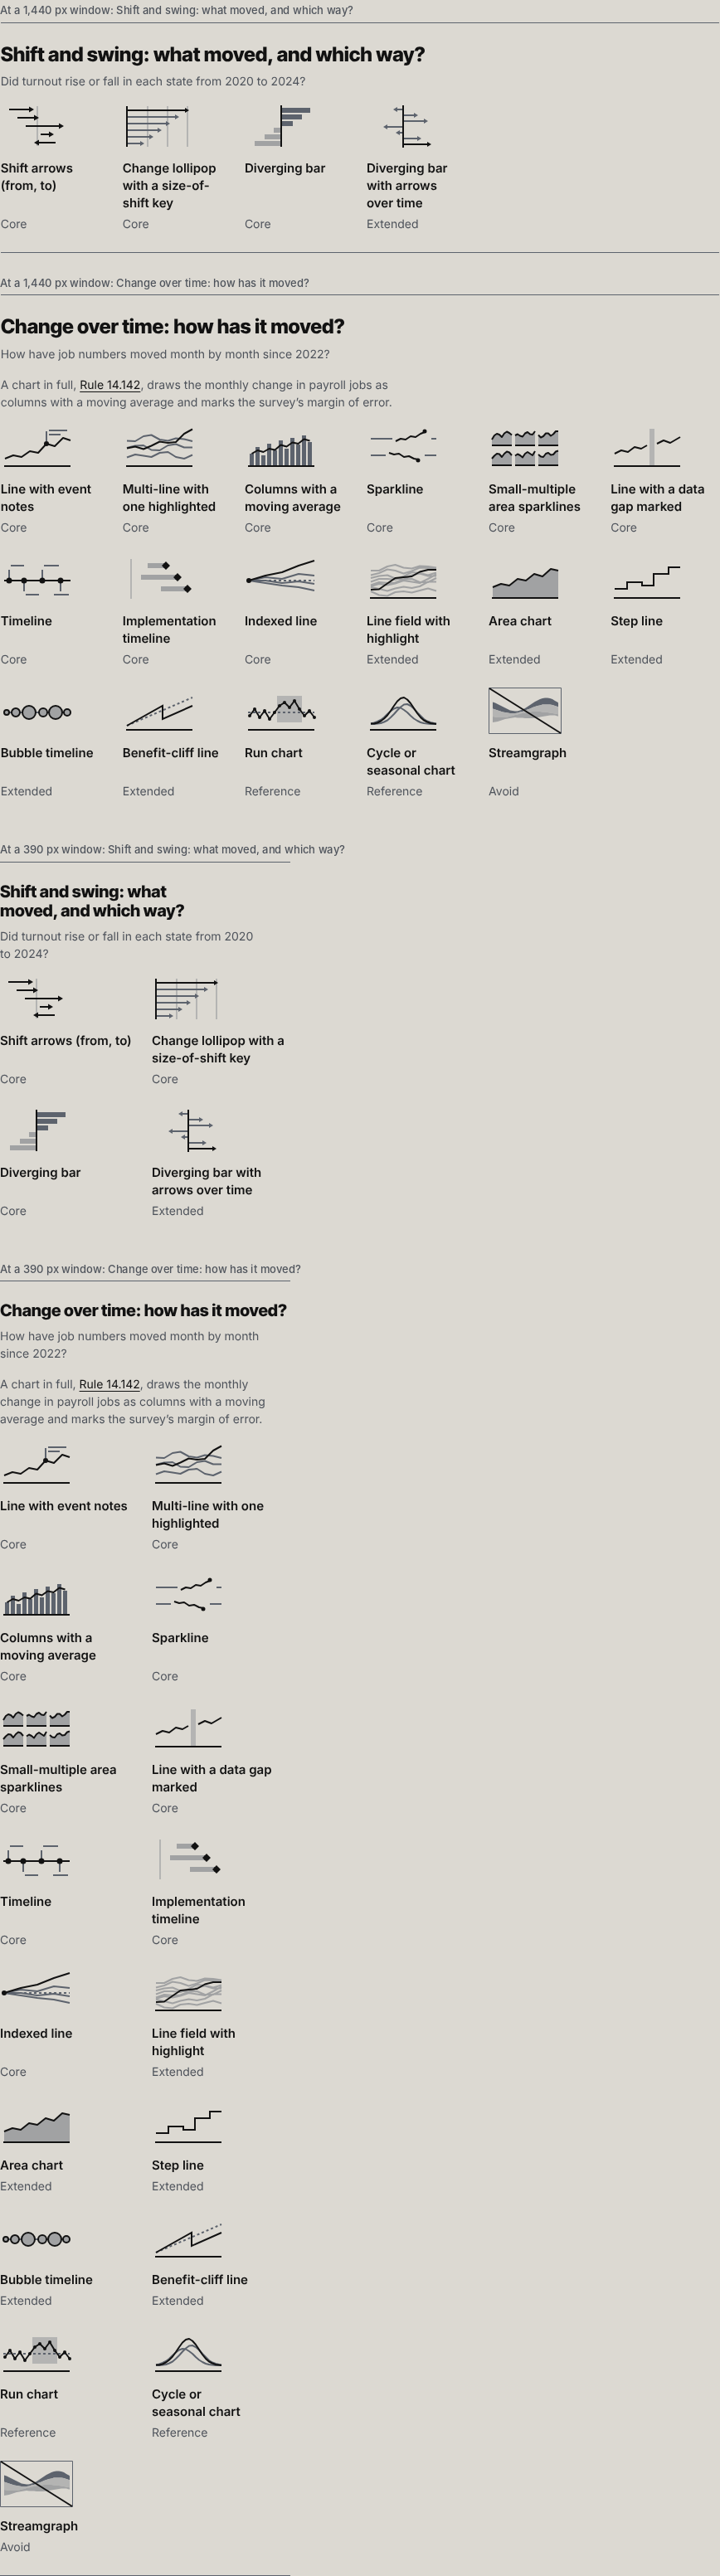 At a 1,440 px window: Shift and swing: what moved, and which way?
Shift and swing: what moved, and which way?
Did turnout rise or fall in each state from 2020 to 2024?
Shift arrows
(from, to)
Core
Change lollipop
with a size-of-
shift key
Core
Diverging bar
Core
Diverging bar
with arrows
over time
Extended
At a 1,440 px window: Change over time: how has it moved?
Change over time: how has it moved?
How have job numbers moved month by month since 2022?
A chart in full, Rule 14.142, draws the monthly change in payroll jobs as
columns with a moving average and marks the survey’s margin of error.
Line with event
notes
Core
Multi-line with
one highlighted
Core
Columns with a
moving average
Core
Sparkline
Core
Small-multiple
area sparklines
Core
Line with a data
gap marked
Core
Timeline
Core
Implementation
timeline
Core
Indexed line
Core
Line field with
highlight
Extended
Area chart
Extended
Step line
Extended
Bubble timeline
Extended
Benefit-cliff line
Extended
Run chart
Reference
Cycle or
seasonal chart
Reference
Streamgraph
Avoid
At a 390 px window: Shift and swing: what moved, and which way?
Shift and swing: what
moved, and which way?
Did turnout rise or fall in each state from 2020
to 2024?
Shift arrows (from, to)
Core
Change lollipop with a
size-of-shift key
Core
Diverging bar
Core
Diverging bar with
arrows over time
Extended
At a 390 px window: Change over time: how has it moved?
Change over time: how has it moved?
How have job numbers moved month by month
since 2022?
A chart in full, Rule 14.142, draws the monthly
change in payroll jobs as columns with a moving
average and marks the survey’s margin of error.
Line with event notes
Core
Multi-line with one
highlighted
Core
Columns with a
moving average
Core
Sparkline
Core
Small-multiple area
sparklines
Core
Line with a data gap
marked
Core
Timeline
Core
Implementation
timeline
Core
Indexed line
Core
Line field with
highlight
Extended
Area chart
Extended
Step line
Extended
Bubble timeline
Extended
Benefit-cliff line
Extended
Run chart
Reference
Cycle or
seasonal chart
Reference
Streamgraph
Avoid